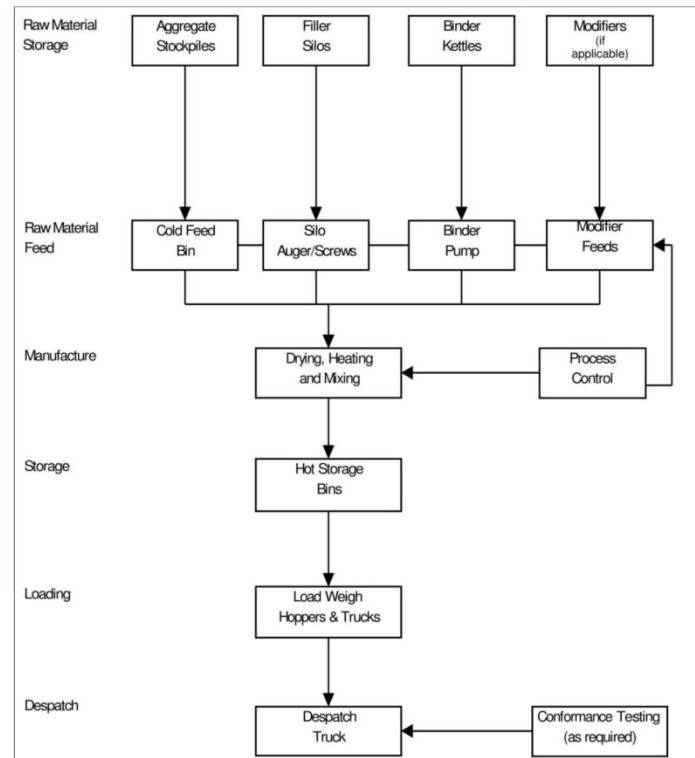 Raw Material
Storage
Aggregate
Stockpiles
Filler
Silos
Binder
Kettles
Modifiers
(if
applicable)
Raw Material
Feed
Cold Feed
Bin
Silo
Auger/Screws
Binder
Pump
Modifier
Feeds
Manufacture
Drying, Heating
and Mixing
Process
Control
Storage
Hot Storage
Bins
Loading
Load Weigh
Hoppers & Trucks
Despatch
Despatch
Truck
Conformance Testing
(as required)